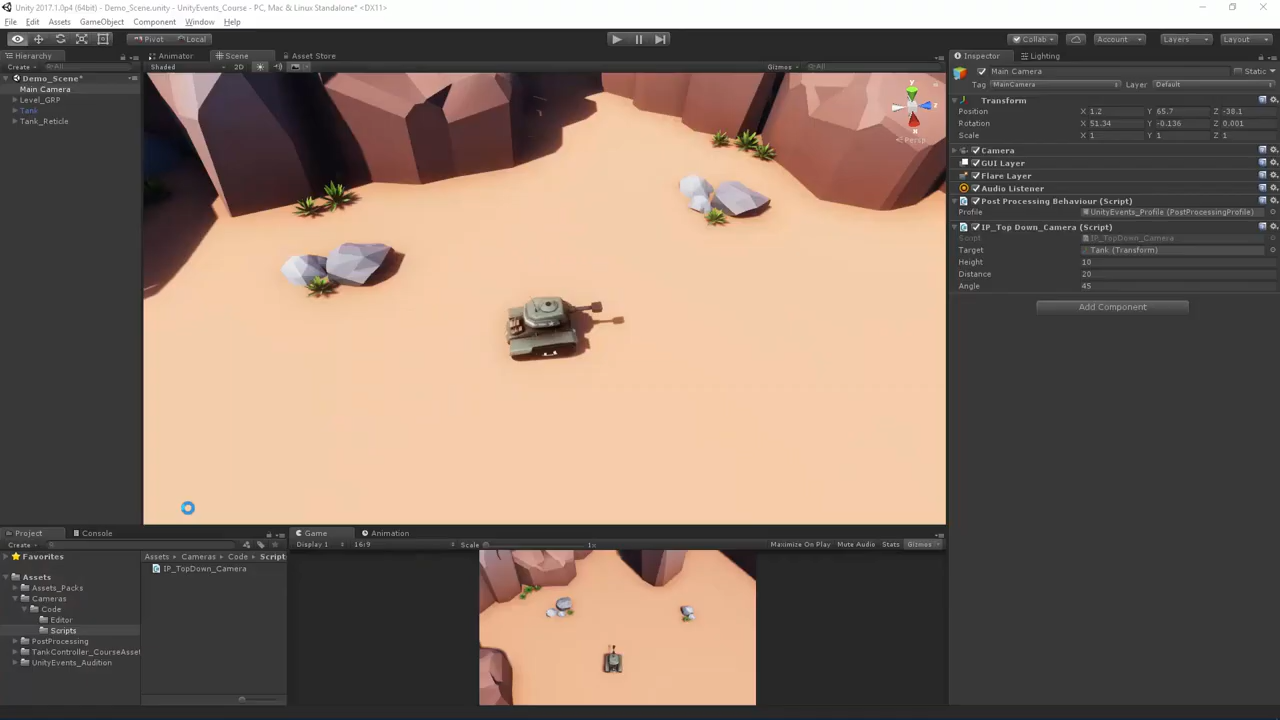 Unity 2017.1.0p4 (64bit) - Demo_Scene.unity - UnityEvents_Course - PC, Mac & Linux Standalone* <DX11>
File Edit Assets GameObject Component Window Help
Pivot Local Collab Account Layers Layout
Hierarchy Animator Scene Asset Store Inspector Lighting
Create All Shaded 2D Gizmos All
Demo_Scene*
Main Camera
Level_GRP
Tank
Tank_Reticle
y
z
x
Persp
Main Camera Static
Tag MainCamera Layer Default
Transform
Position X 1.2 Y 65.7 Z -38.1
Rotation X 51.34 Y -0.136 Z 0.001
Scale X 1 Y 1 Z 1
Camera
GUI Layer
Flare Layer
Audio Listener
Post Processing Behaviour (Script)
Profile UnityEvents_Profile (PostProcessingProfile)
IP_Top Down_Camera (Script)
Script IP_TopDown_Camera
Target Tank (Transform)
Height 10
Distance 20
Angle 45
Add Component
Project Console Game Animation
Create Display 1 16:9 Scale 1x Maximize On Play Mute Audio Stats Gizmos
Favorites
Assets
Assets_Packs
Cameras
Code
Editor
Scripts
PostProcessing
TankController_CourseAsset
UnityEvents_Audition
Assets Cameras Code Script
IP_TopDown_Camera